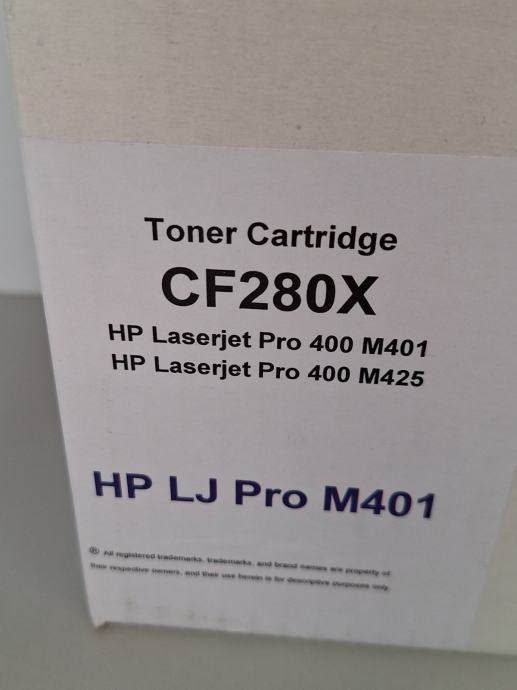 Toner Cartridge
CF280X
HP Laserjet Pro 400 M401
HP Laserjet Pro 400 M425
HP LJ Pro M401
® All registered trademarks, trademarks, and brand names are property of
their respective owners, and their use herein is for descriptive purposes only.